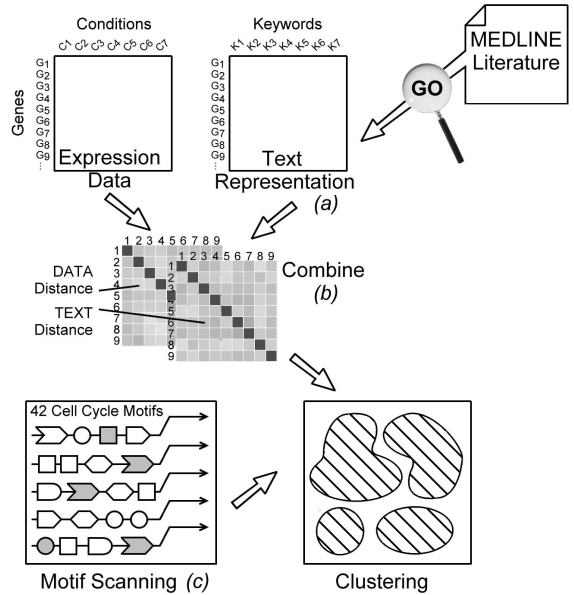 Conditions
C1 C2 C3 C4 C5 C6 C7
Genes
G1
G2
G3
G4
G5
G6
G7
G8
G9
⋮
Expression
Data
Keywords
K1 K2 K3 K4 K5 K6 K7
G1
G2
G3
G4
G5
G6
G7
G8
G9
⋮
Text
Representation
(a)
MEDLINE
Literature
GO
1 2 3 4 5 6 7 8 9
1
2
3
4
5
6
7
8
9
1 2 3 4 5 6 7 8 9
1
2
3
4
5
6
7
8
9
DATA
Distance
TEXT
Distance
Combine
(b)
42 Cell Cycle Motifs
Motif Scanning (c)
Clustering